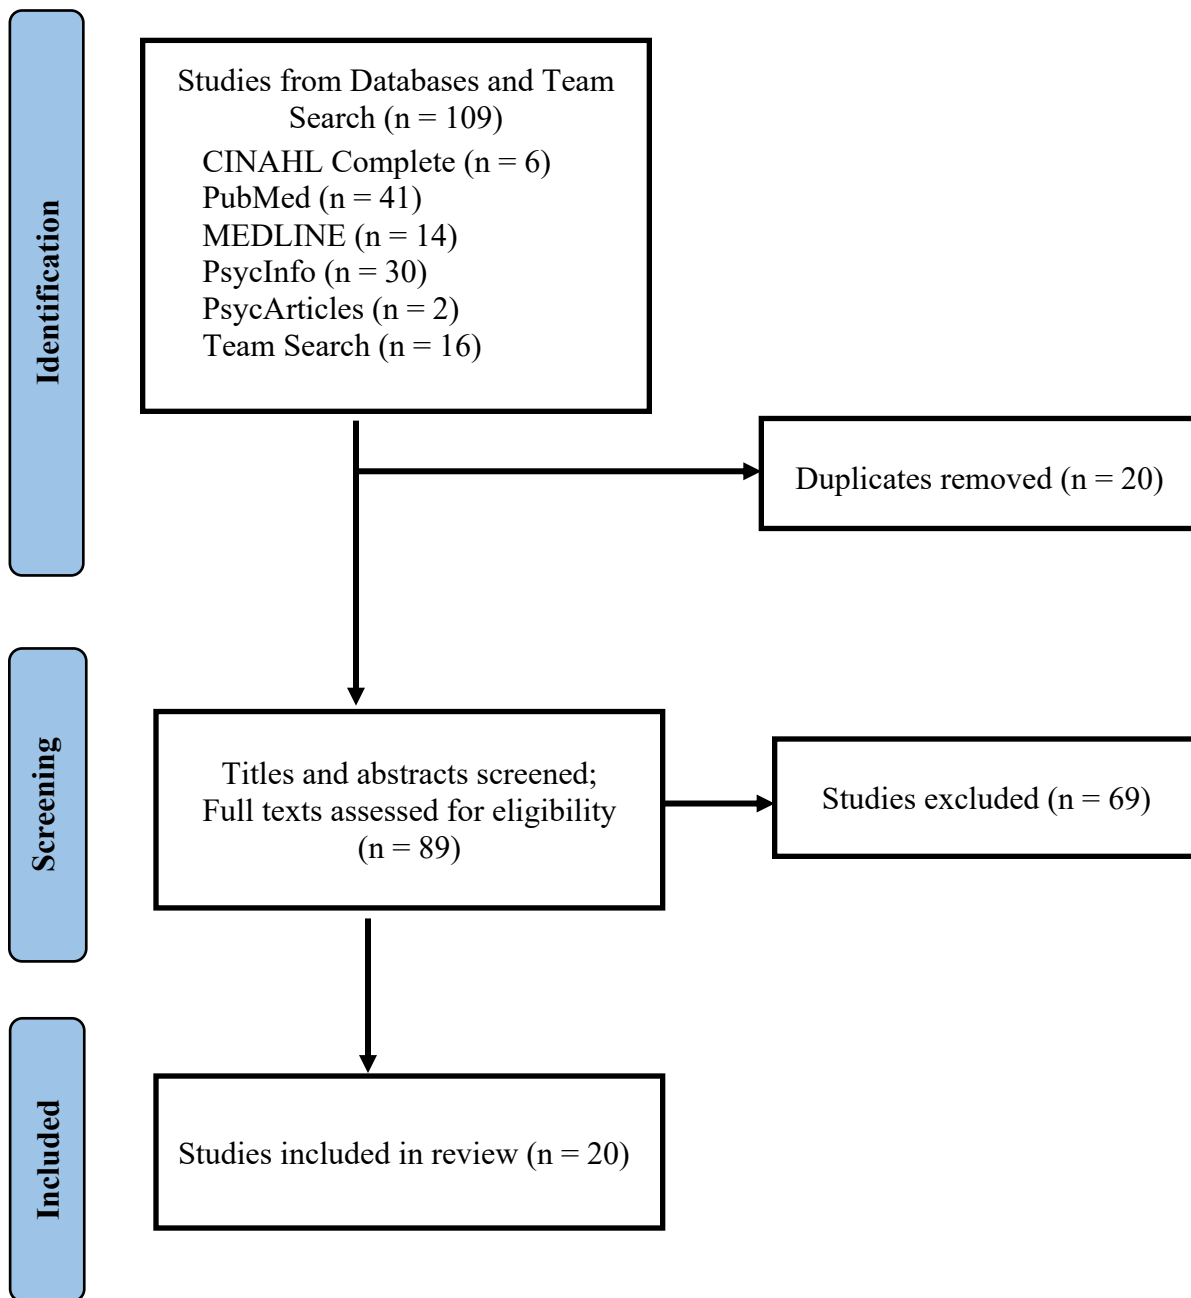 Identification
Studies from Databases and Team
Search (n = 109)
CINAHL Complete (n = 6)
PubMed (n = 41)
MEDLINE (n = 14)
PsycInfo (n = 30)
PsycArticles (n = 2)
Team Search (n = 16)
Duplicates removed (n = 20)
Screening
Titles and abstracts screened;
Full texts assessed for eligibility
(n = 89)
Studies excluded (n = 69)
Included
Studies included in review (n = 20)